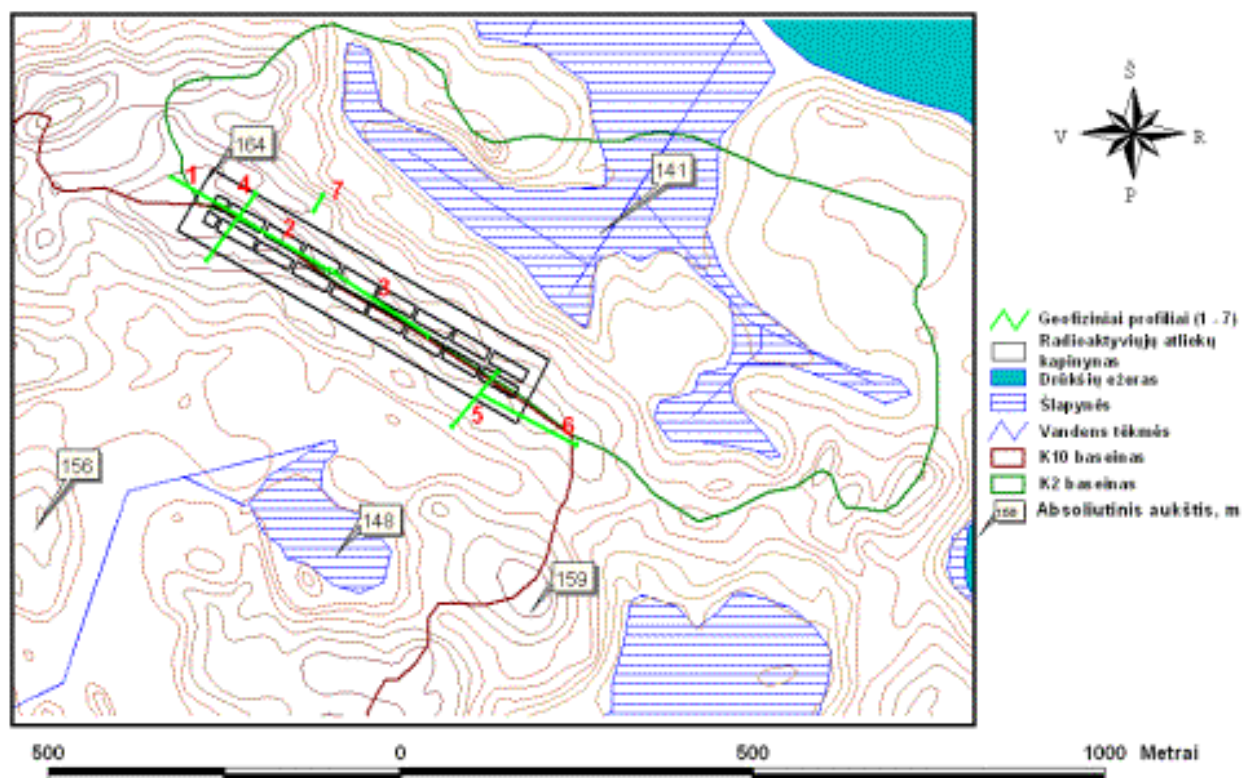 164
1
4
7
2
3
141
5
6
156
148
159
Š
V
R
P
Geofiziniai profiliai (1 - 7)
Radioaktyviųjų atliekų
kapinynas
Drūkšių ežeras
Šlapynės
Vandens tėkmės
K10 baseinas
K2 baseinas
Absoliutinis aukštis, m
500
0
500
1000 Metrai